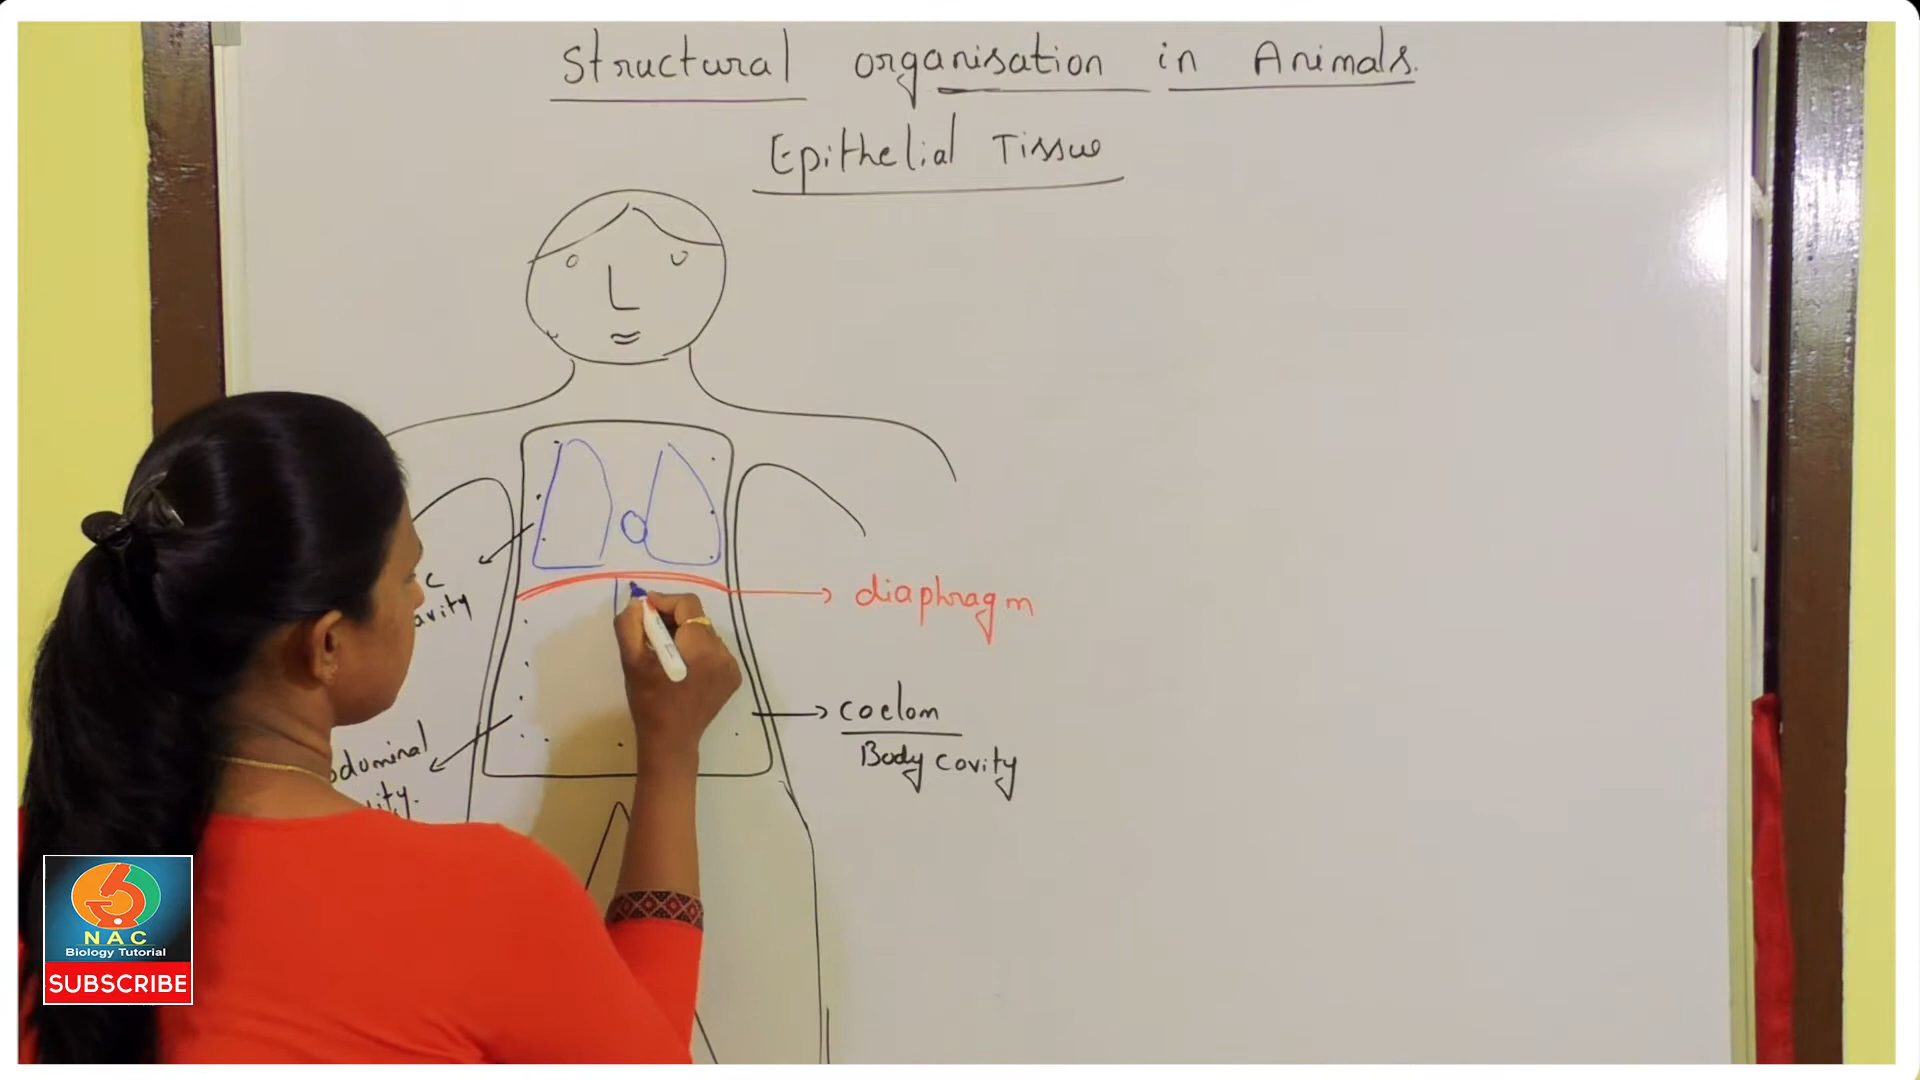 Structural organisation in Animals.
Epithelial Tissue
diaphragm
coelom
Body cavity
NAC
Biology Tutorial
SUBSCRIBE